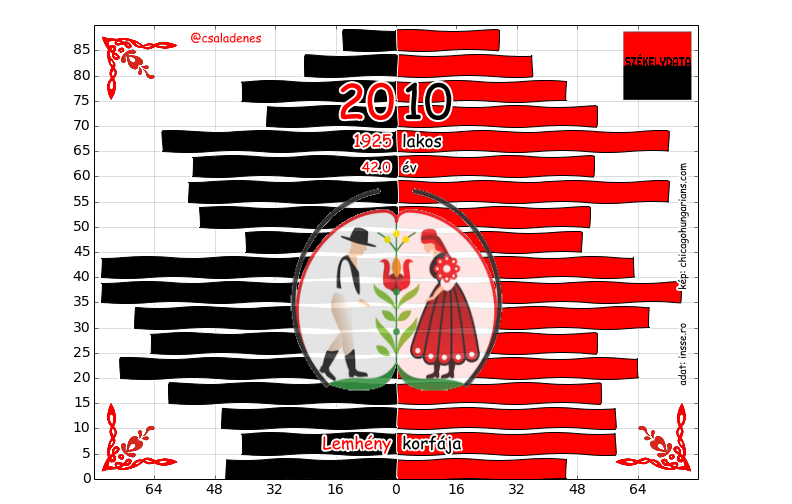 @csaladenes
SZÉKELYDATA
2010
1925 lakos
42.0 év
kép: chicagohungarians.com
adat: insse.ro
Lemhény korfája
85
80
75
70
65
60
55
50
45
40
35
30
25
20
15
10
5
0
64 48 32 16 0 16 32 48 64